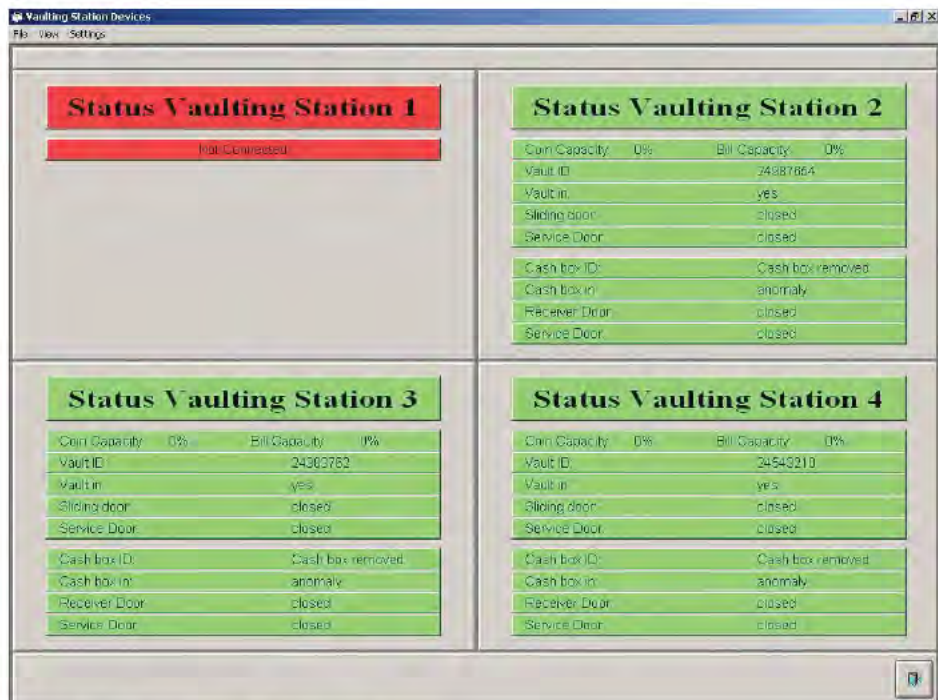 Vaulting Station Devices
File View Settings
Status Vaulting Station 1
Not Connected
Status Vaulting Station 2
Coin Capacity 0% Bill Capacity 0%
Vault ID
Vault in yes
Sliding door closed
Service Door closed
Cash box ID: Cash box removed
Cash box in anomaly
Receiver Door closed
Service Door closed
Status Vaulting Station 3
Coin Capacity 0% Bill Capacity 0%
Vault ID
Vault in yes
Sliding door closed
Service Door closed
Cash box ID: Cash box removed
Cash box in: anomaly
Receiver Door closed
Service Door closed
Status Vaulting Station 4
Coin Capacity 0% Bill Capacity 0%
Vault ID
Vault in yes
Sliding door closed
Service Door closed
Cash box ID: Cash box removed
Cash box in: anomaly
Receiver Door closed
Service Door closed